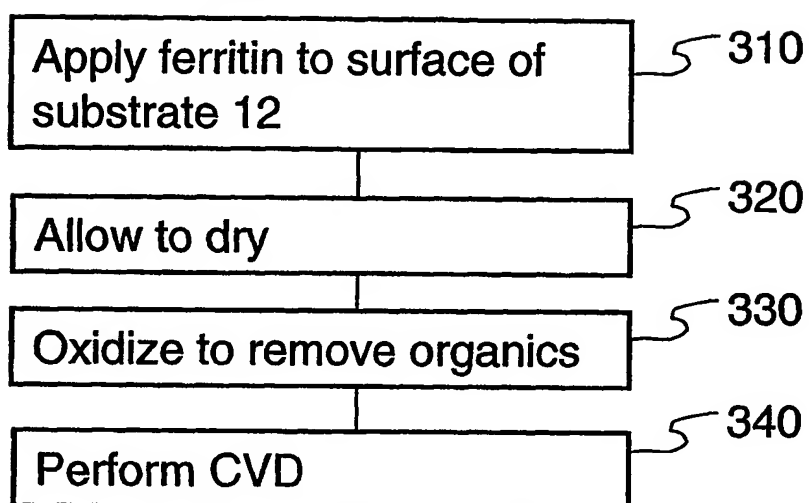 Apply ferritin to surface of
substrate 12
310
Allow to dry
320
Oxidize to remove organics
330
Perform CVD
340